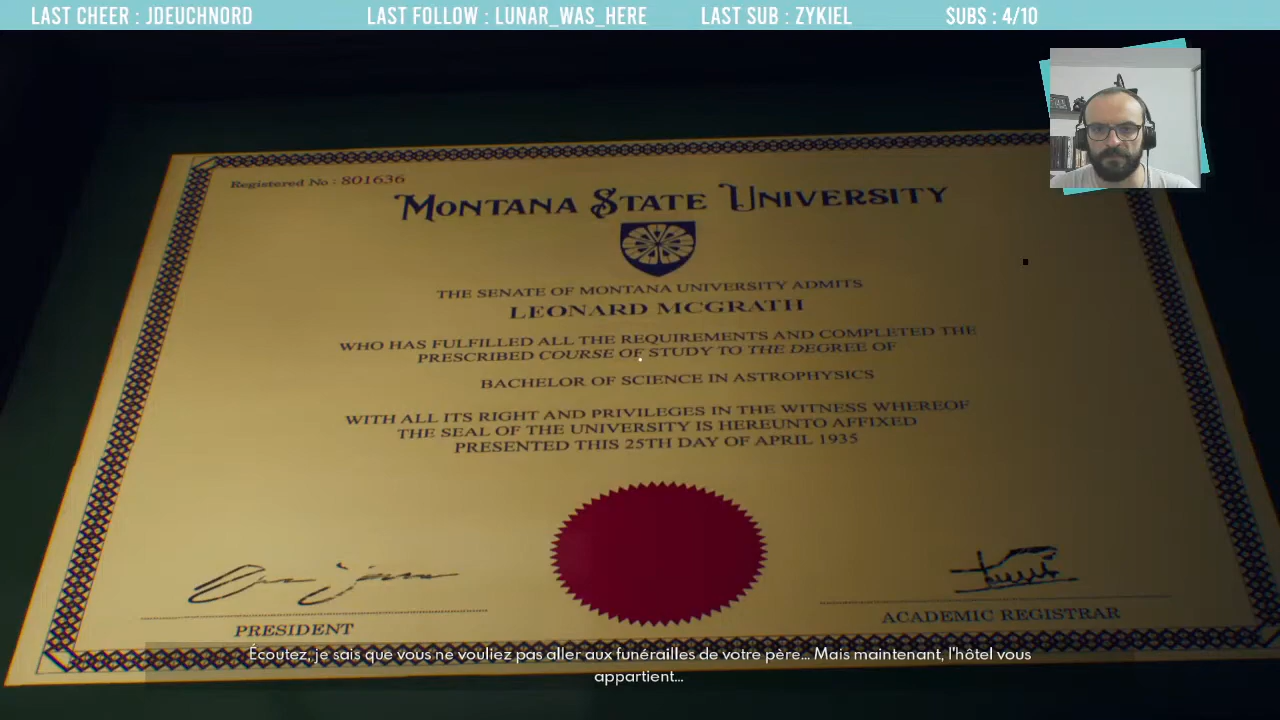 LAST CHEER : JDEUCHNORD LAST FOLLOW : LUNAR_WAS_HERE LAST SUB : ZYKIEL SUBS : 4/10
Registered No : 801636
MONTANA STATE UNIVERSITY
THE SENATE OF MONTANA UNIVERSITY ADMITS
LEONARD MCGRATH
WHO HAS FULFILLED ALL THE REQUIREMENTS AND COMPLETED THE
PRESCRIBED COURSE OF STUDY TO THE DEGREE OF
BACHELOR OF SCIENCE IN ASTROPHYSICS
WITH ALL ITS RIGHT AND PRIVILEGES IN THE WITNESS WHEREOF
THE SEAL OF THE UNIVERSITY IS HEREUNTO AFFIXED
PRESENTED THIS 25TH DAY OF APRIL 1935
PRESIDENT
ACADEMIC REGISTRAR
Écoutez, je sais que vous ne vouliez pas aller aux funérailles de votre père... Mais maintenant, l'hôtel vous
appartient...